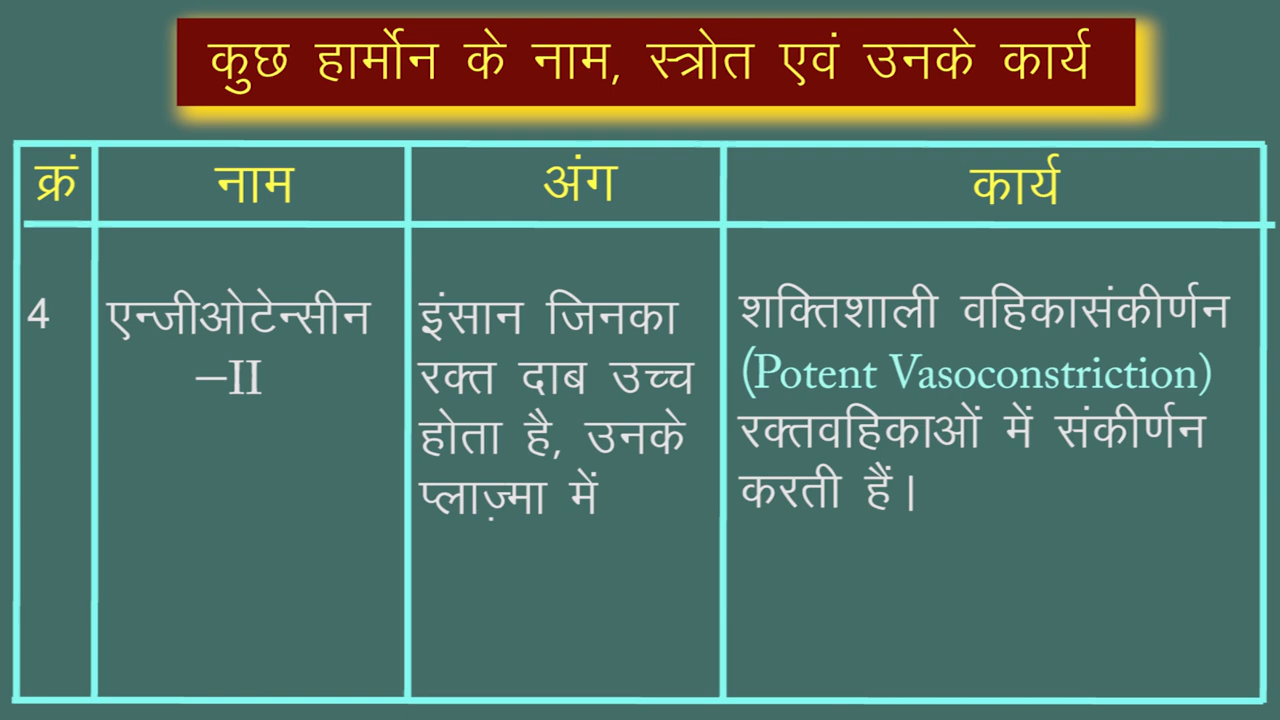 कुछ हार्मोन के नाम, स्त्रोत एवं उनके कार्य
क्रं नाम अंग कार्य
4 एन्जीओटेन्सीन इंसान जिनका शक्तिशाली वहिकासंकीर्णन
–II रक्त दाब उच्च (Potent Vasoconstriction)
होता है, उनके रक्तवहिकाओं में संकीर्णन
प्लाज़्मा में करती हैं।